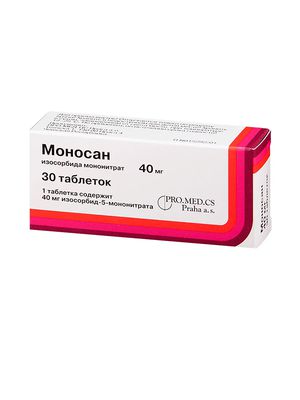 Моносан
изосорбида мононитрат 40 мг
30 таблеток
1 таблетка содержит
40 мг изосорбид-5-мононитрата
PRO.MED.CS
Praha a. s.
Моносан